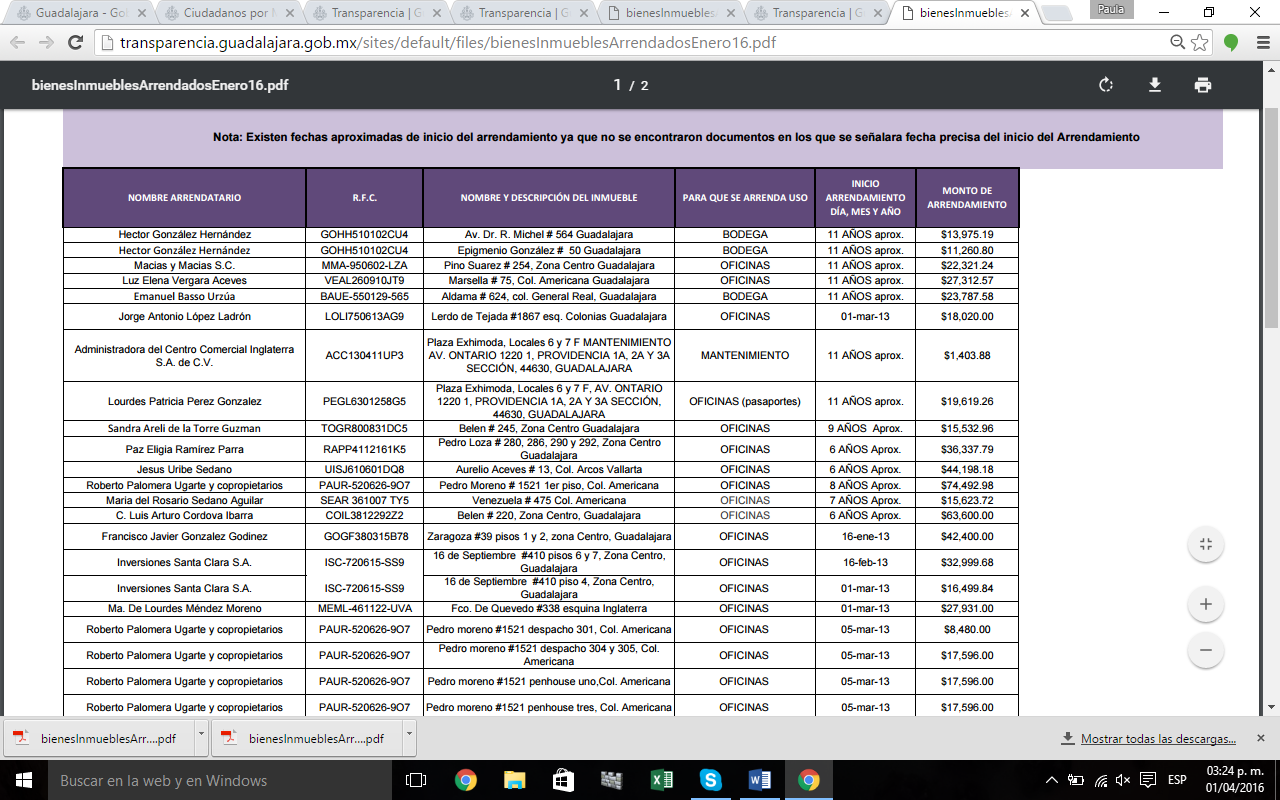 Guadalajara - Gol
Ciudadanos por M
Transparencia | G
Transparencia | G
bienesInmuebles
Transparencia | G
bienesInmuebles
Paula
transparencia.guadalajara.gob.mx/sites/default/files/bienesInmueblesArrendadosEnero16.pdf
bienesInmueblesArrendadosEnero16.pdf
1 / 2
Nota: Existen fechas aproximadas de inicio del arrendamiento ya que no se encontraron documentos en los que se señalara fecha precisa del inicio del Arrendamiento
NOMBRE ARRENDATARIO R.F.C. NOMBRE Y DESCRIPCIÓN DEL INMUEBLE PARA QUE SE ARRENDA USO INICIO ARRENDAMIENTO DÍA, MES Y AÑO MONTO DE ARRENDAMIENTO
Hector González Hernández GOHH510102CU4 Av. Dr. R. Michel # 564 Guadalajara BODEGA 11 AÑOS aprox. $13,975.19
Hector González Hernández GOHH510102CU4 Epigmenio González # 50 Guadalajara BODEGA 11 AÑOS aprox. $11,260.80
Macias y Macias S.C. MMA-950602-LZA Pino Suarez # 254, Zona Centro Guadalajara OFICINAS 11 AÑOS aprox. $22,321.24
Luz Elena Vergara Aceves VEAL260910JT9 Marsella # 75, Col. Americana Guadalajara OFICINAS 11 AÑOS aprox. $27,312.57
Emanuel Basso Urzúa BAUE-550129-565 Aldama # 624, col. General Real, Guadalajara BODEGA 11 AÑOS aprox. $23,787.58
Jorge Antonio López Ladrón LOLI750613AG9 Lerdo de Tejada #1867 esq. Colonias Guadalajara OFICINAS 01-mar-13 $18,020.00
Administradora del Centro Comercial Inglaterra S.A. de C.V. ACC130411UP3 Plaza Exhimoda, Locales 6 y 7 F MANTENIMIENTO AV. ONTARIO 1220 1, PROVIDENCIA 1A, 2A Y 3A SECCIÓN, 44630, GUADALAJARA MANTENIMIENTO 11 AÑOS aprox. $1,403.88
Lourdes Patricia Perez Gonzalez PEGL6301258G5 Plaza Exhimoda, Locales 6 y 7 F, AV. ONTARIO 1220 1, PROVIDENCIA 1A, 2A Y 3A SECCIÓN, 44630, GUADALAJARA OFICINAS (pasaportes) 11 AÑOS aprox. $19,619.26
Sandra Areli de la Torre Guzman TOGR800831DC5 Belen # 245, Zona Centro Guadalajara OFICINAS 9 AÑOS Aprox. $15,532.96
Paz Eligia Ramírez Parra RAPP4112161K5 Pedro Loza # 280, 286, 290 y 292, Zona Centro Guadalajara OFICINAS 6 AÑOS Aprox. $36,337.79
Jesus Uribe Sedano UISJ610601DQ8 Aurelio Aceves # 13, Col. Arcos Vallarta OFICINAS 6 AÑOS Aprox. $44,198.18
Roberto Palomera Ugarte y copropietarios PAUR-520626-9O7 Pedro Moreno # 1521 1er piso, Col. Americana OFICINAS 8 AÑOS Aprox. $74,492.98
Maria del Rosario Sedano Aguilar SEAR 361007 TY5 Venezuela # 475 Col. Americana OFICINAS 7 AÑOS Aprox. $15,623.72
C. Luis Arturo Cordova Ibarra COIL3812292Z2 Belen # 220, Zona Centro, Guadalajara OFICINAS 6 AÑOS Aprox. $63,600.00
Francisco Javier Gonzalez Godinez GOGF380315B78 Zaragoza #39 pisos 1 y 2, zona Centro, Guadalajara OFICINAS 16-ene-13 $42,400.00
Inversiones Santa Clara S.A. ISC-720615-SS9 16 de Septiembre #410 pisos 6 y 7, Zona Centro, Guadalajara OFICINAS 16-feb-13 $32,999.68
Inversiones Santa Clara S.A. ISC-720615-SS9 16 de Septiembre #410 piso 4, Zona Centro, Guadalajara OFICINAS 01-mar-13 $16,499.84
Ma. De Lourdes Méndez Moreno MEML-461122-UVA Fco. De Quevedo #338 esquina Inglaterra OFICINAS 01-mar-13 $27,931.00
Roberto Palomera Ugarte y copropietarios PAUR-520626-9O7 Pedro moreno #1521 despacho 301, Col. Americana OFICINAS 05-mar-13 $8,480.00
Roberto Palomera Ugarte y copropietarios PAUR-520626-9O7 Pedro moreno #1521 despacho 304 y 305, Col. Americana OFICINAS 05-mar-13 $17,596.00
Roberto Palomera Ugarte y copropietarios PAUR-520626-9O7 Pedro moreno #1521 penhouse uno,Col. Americana OFICINAS 05-mar-13 $17,596.00
Roberto Palomera Ugarte y copropietarios PAUR-520626-9O7 Pedro moreno #1521 penhouse tres, Col. Americana OFICINAS 05-mar-13 $17,596.00
bienesInmueblesArr....pdf
bienesInmueblesArr....pdf
Mostrar todas las descargas...
Buscar en la web y en Windows
ESP
03:24 p. m.
01/04/2016